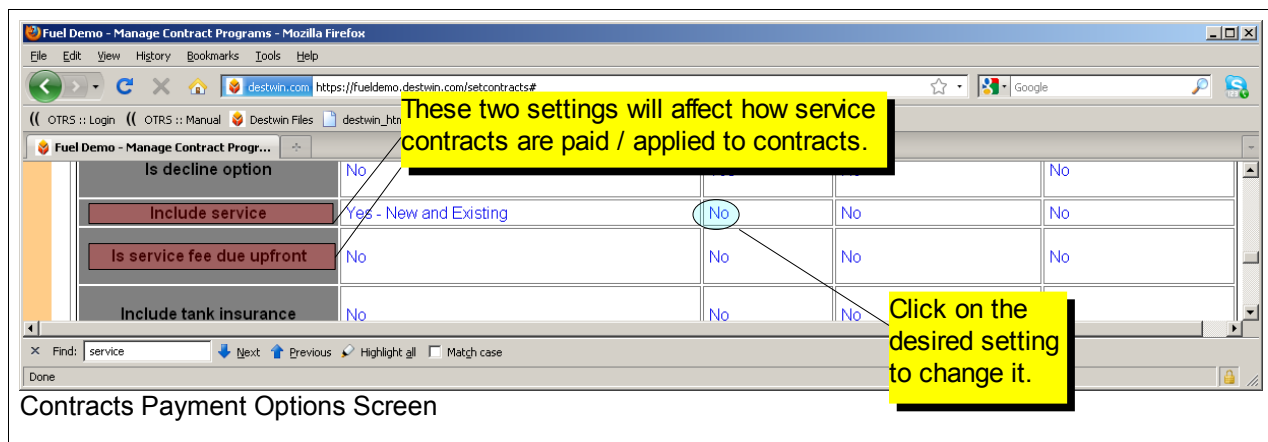 Fuel Demo - Manage Contract Programs - Mozilla Firefox
File Edit View History Bookmarks Tools Help
destwin.com https://fueldemo.destwin.com/setcontracts# Google
OTRS :: Login OTRS :: Manual Destwin Files destwin_htm
These two settings will affect how service
contracts are paid / applied to contracts.
Fuel Demo - Manage Contract Progr...
Is decline option No Yes No No
Include service Yes - New and Existing No No No
Is service fee due upfront No No No No
Include tank insurance No No No
Click on the
desired setting
to change it.
Find: service Next Previous Highlight all Match case
Done
Contracts Payment Options Screen